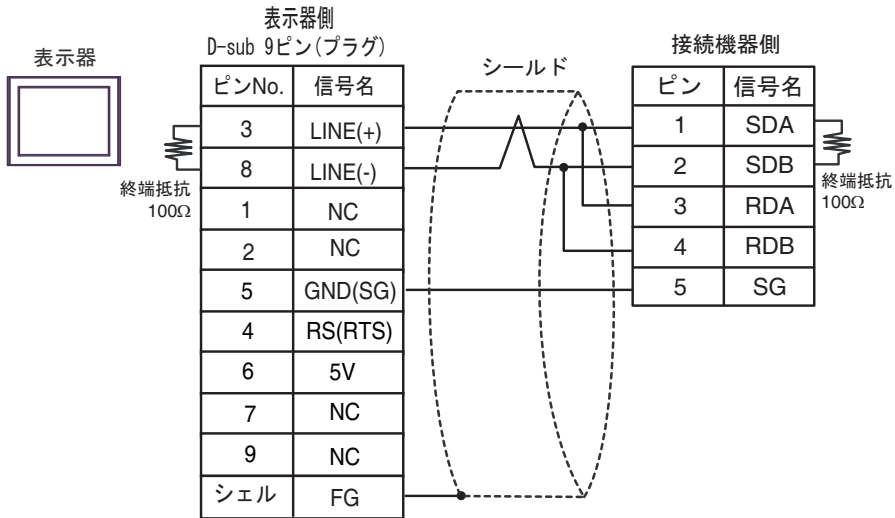 表示器
表示器側
D-sub 9ピン(プラグ)
ピンNo. 信号名
3 LINE(+)
8 LINE(-)
1 NC
2 NC
5 GND(SG)
4 RS(RTS)
6 5V
7 NC
9 NC
シェル FG
終端抵抗
100Ω
シールド
接続機器側
ピン 信号名
1 SDA
2 SDB
3 RDA
4 RDB
5 SG
終端抵抗
100Ω